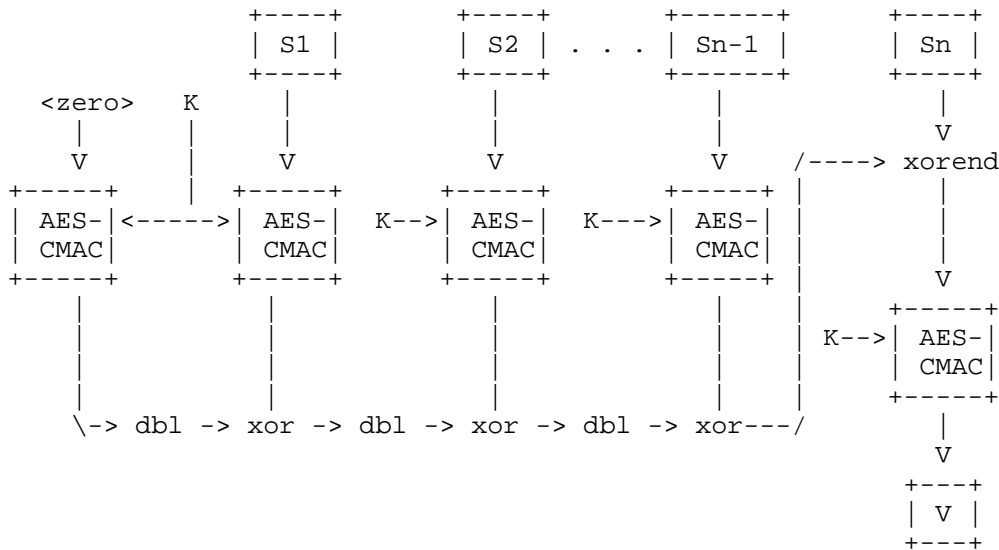 +----+           +----+       +------+         +----+
                   | S1 |           | S2 | . . . | Sn-1 |         | Sn |
                   +----+           +----+       +------+         +----+
  <zero>   K         |                |              |               |
    |      |         |                |              |               V
    V      |         V                V              V    /----> xorend
+-----+    |      +-----+          +-----+        +-----+ |          |
| AES-|<--------->| AES-|     K--->| AES-|  K---->| AES-| |          |
| CMAC|           | CMAC|          | CMAC|        | CMAC| |          |
+-----+           +-----+          +-----+        +-----+ |          V
   |                 |                |              |    |       +-----+
   |                 |                |              |    | K-->| AES-|
   |                 |                |              |    |     | CMAC|
   |                 |                |              |    |     +-----+
   \-> dbl -> xor -> dbl -> xor -> dbl -> xor---/          |
                                                                     V
                                                                   +---+
                                                                   | V |
                                                                   +---+